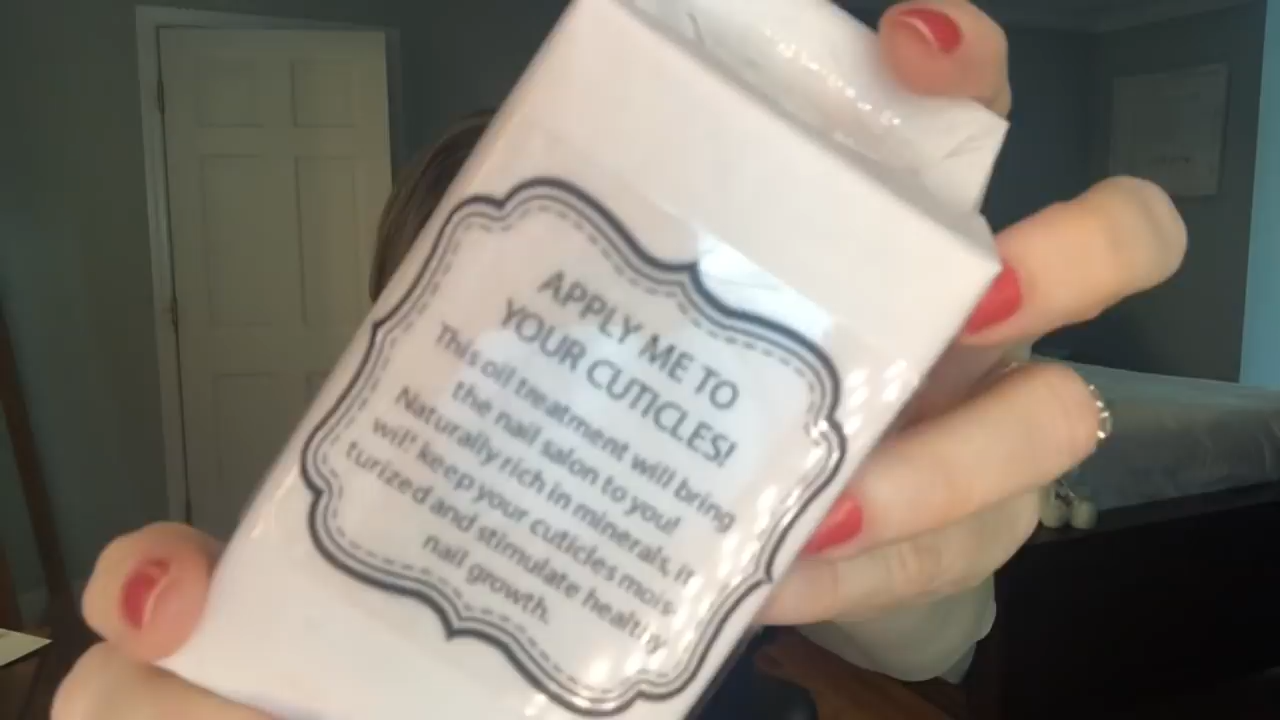 APPLY ME TO
YOUR CUTICLES!
This oil treatment will bring
the nail salon to you!
Naturally rich in minerals, it
will keep your cuticles mois-
turized and stimulate healthy
nail growth.